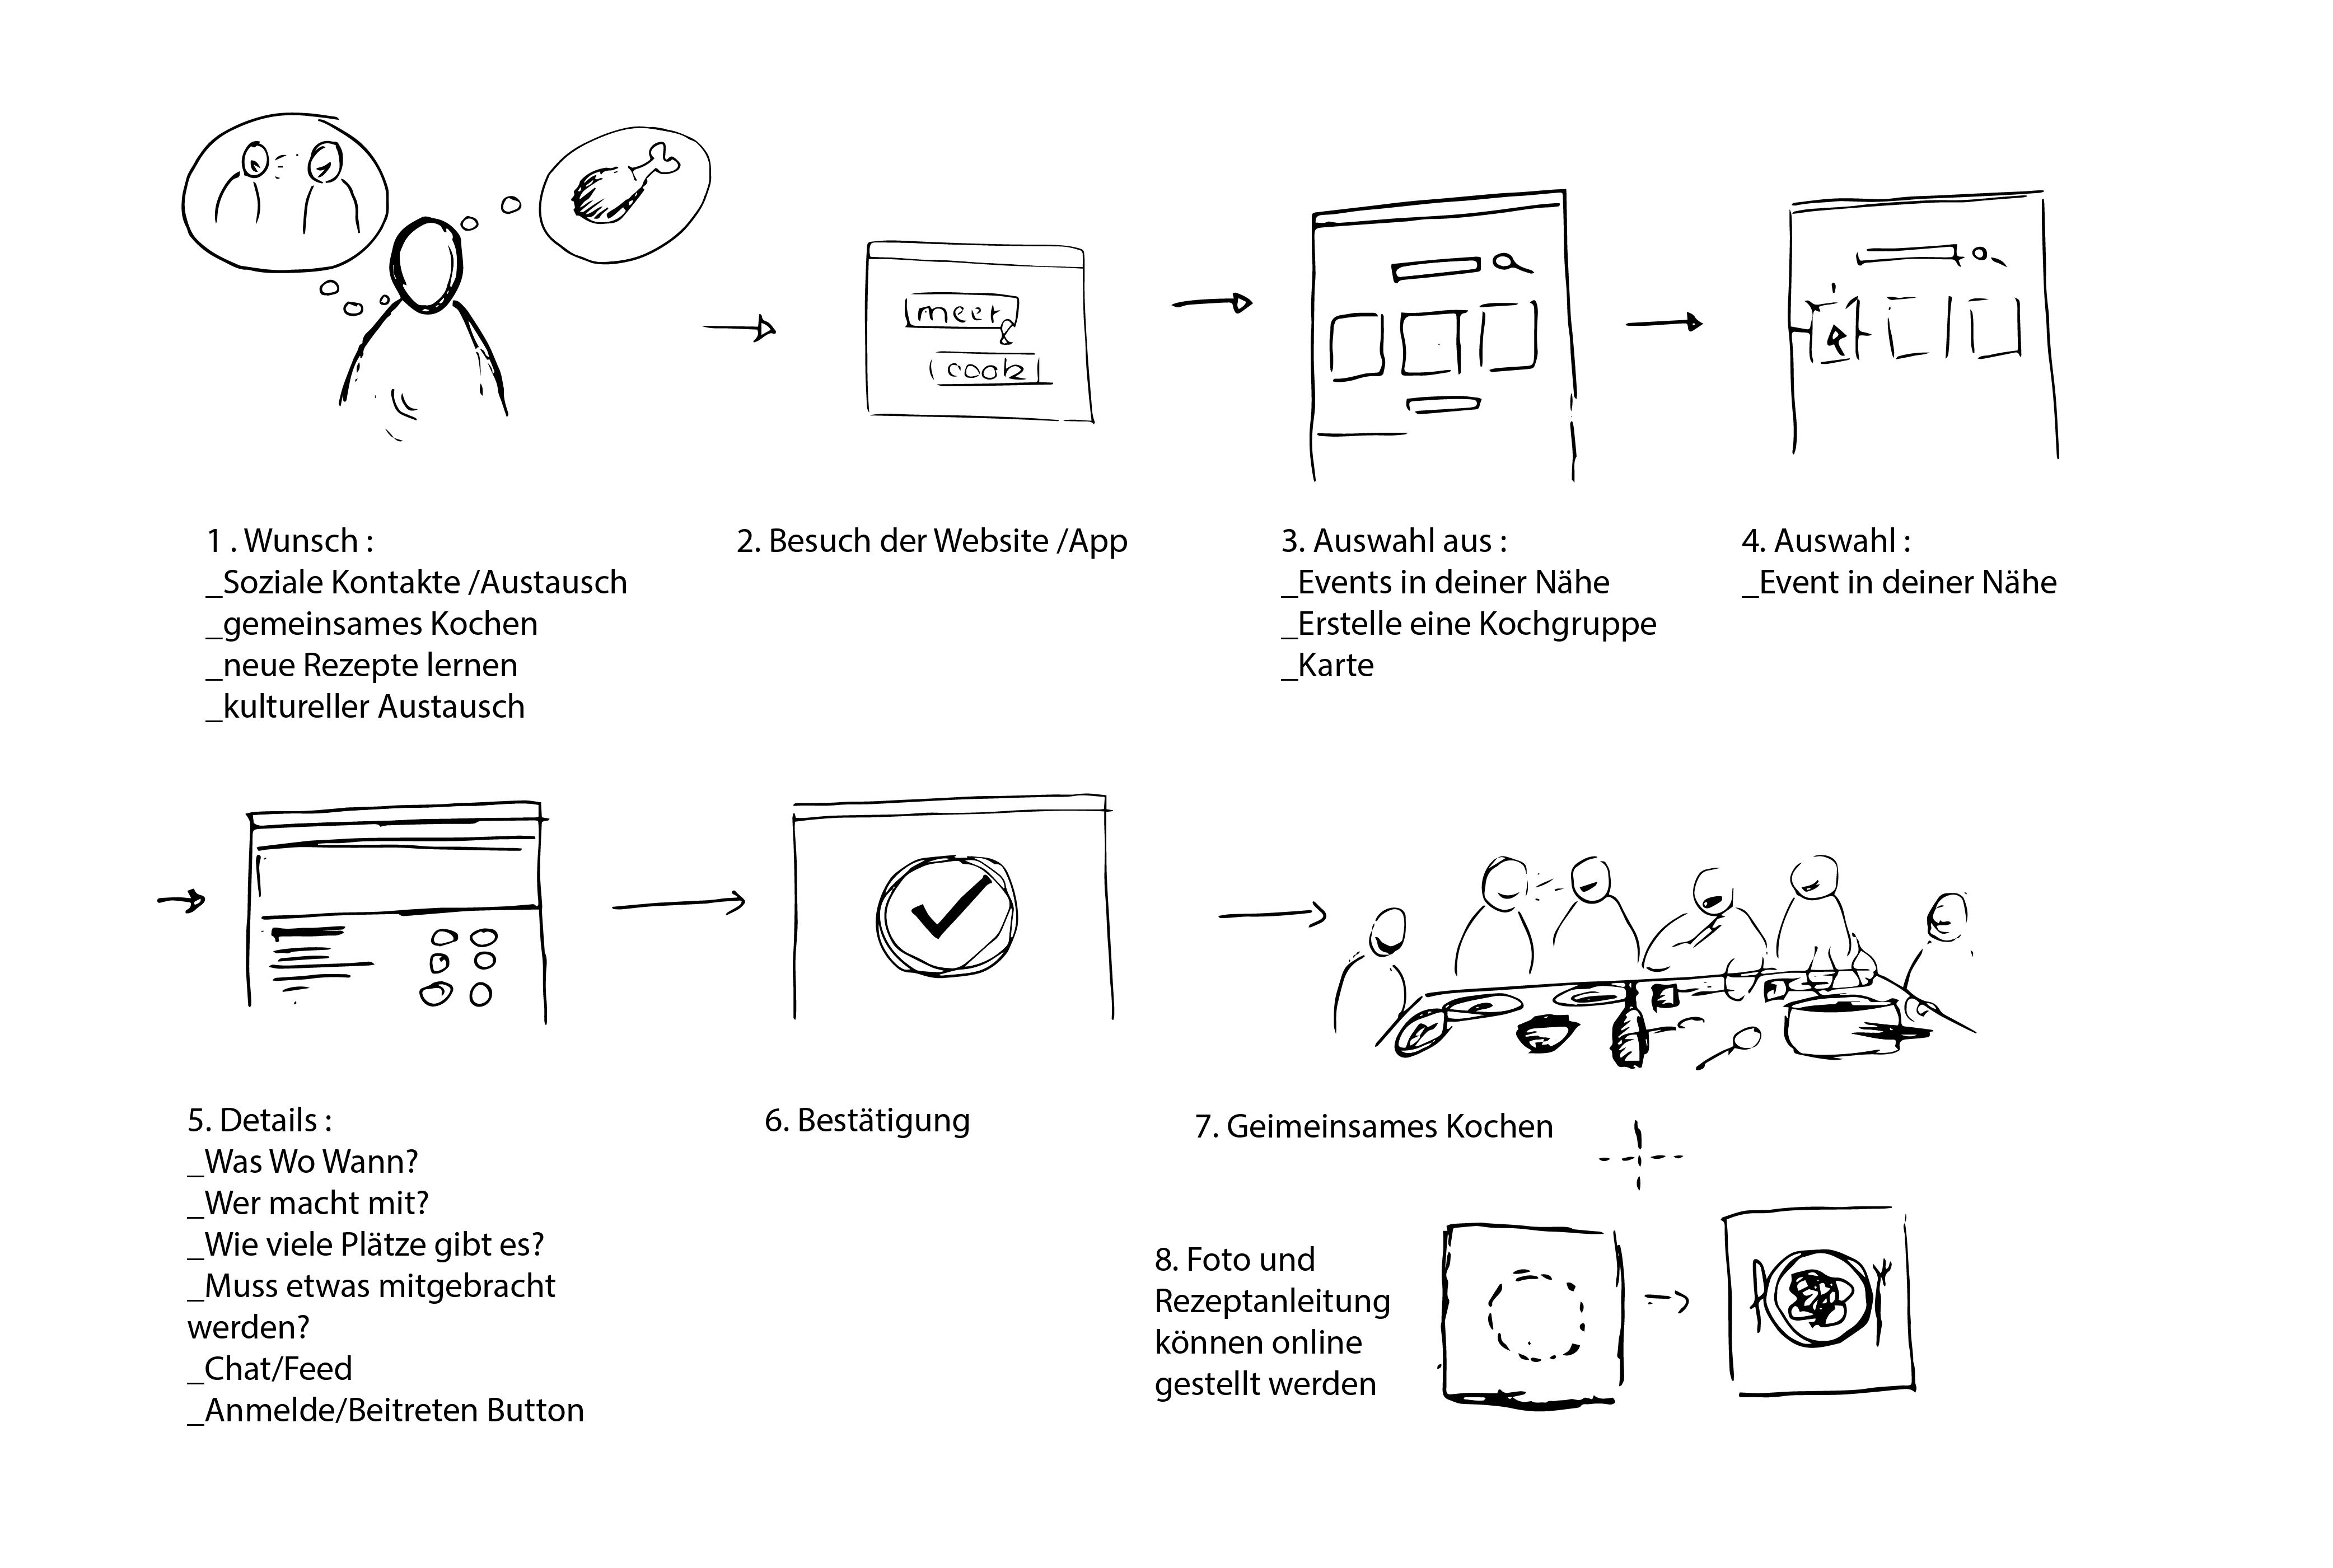 meet
&
cook
1 . Wunsch :
_Soziale Kontakte /Austausch
_gemeinsames Kochen
_neue Rezepte lernen
_kultureller Austausch
2. Besuch der Website /App
3. Auswahl aus :
_Events in deiner Nähe
_Erstelle eine Kochgruppe
_Karte
4. Auswahl :
_Event in deiner Nähe
5. Details :
_Was Wo Wann?
_Wer macht mit?
_Wie viele Plätze gibt es?
_Muss etwas mitgebracht
werden?
_Chat/Feed
_Anmelde/Beitreten Button
6. Bestätigung
7. Geimeinsames Kochen
8. Foto und
Rezeptanleitung
können online
gestellt werden